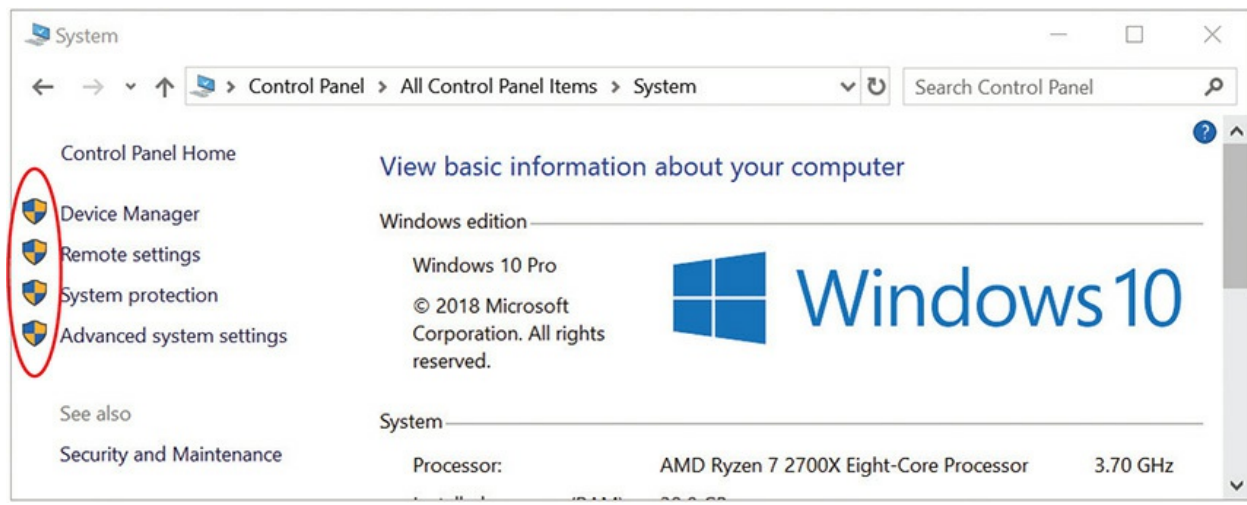 System
Control Panel > All Control Panel Items > System
Search Control Panel
Control Panel Home
Device Manager
Remote settings
System protection
Advanced system settings
See also
Security and Maintenance
View basic information about your computer
Windows edition
Windows 10 Pro
© 2018 Microsoft
Corporation. All rights
reserved.
Windows 10
System
Processor: AMD Ryzen 7 2700X Eight-Core Processor 3.70 GHz